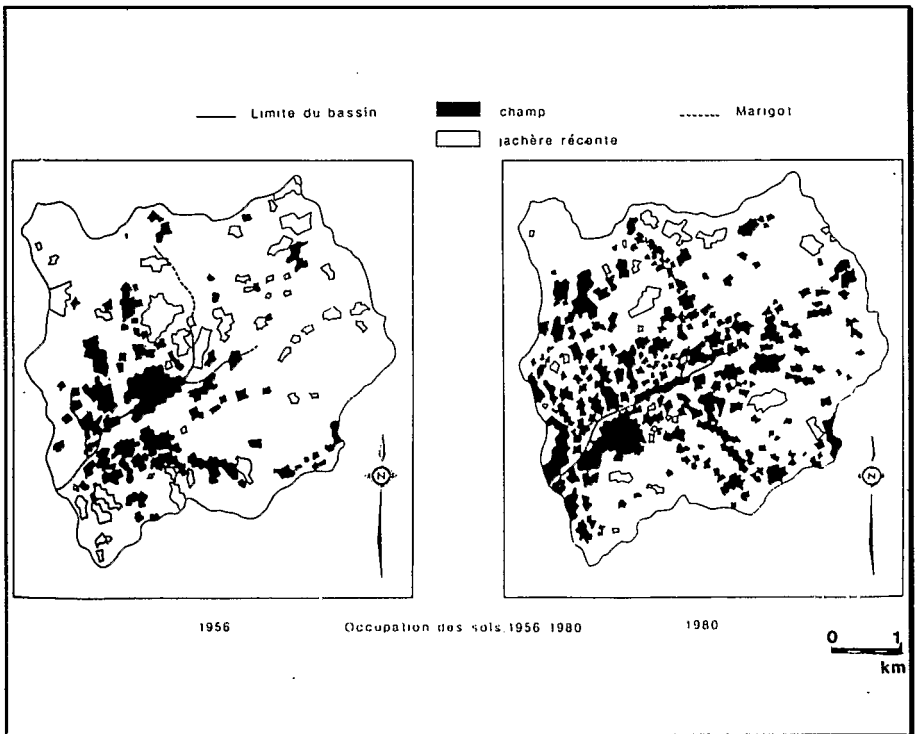 Limite du bassin
champ
Marigot
jachère récente
N
N
1956
Occupation des sols, 1956 1980
1980
0 1
km